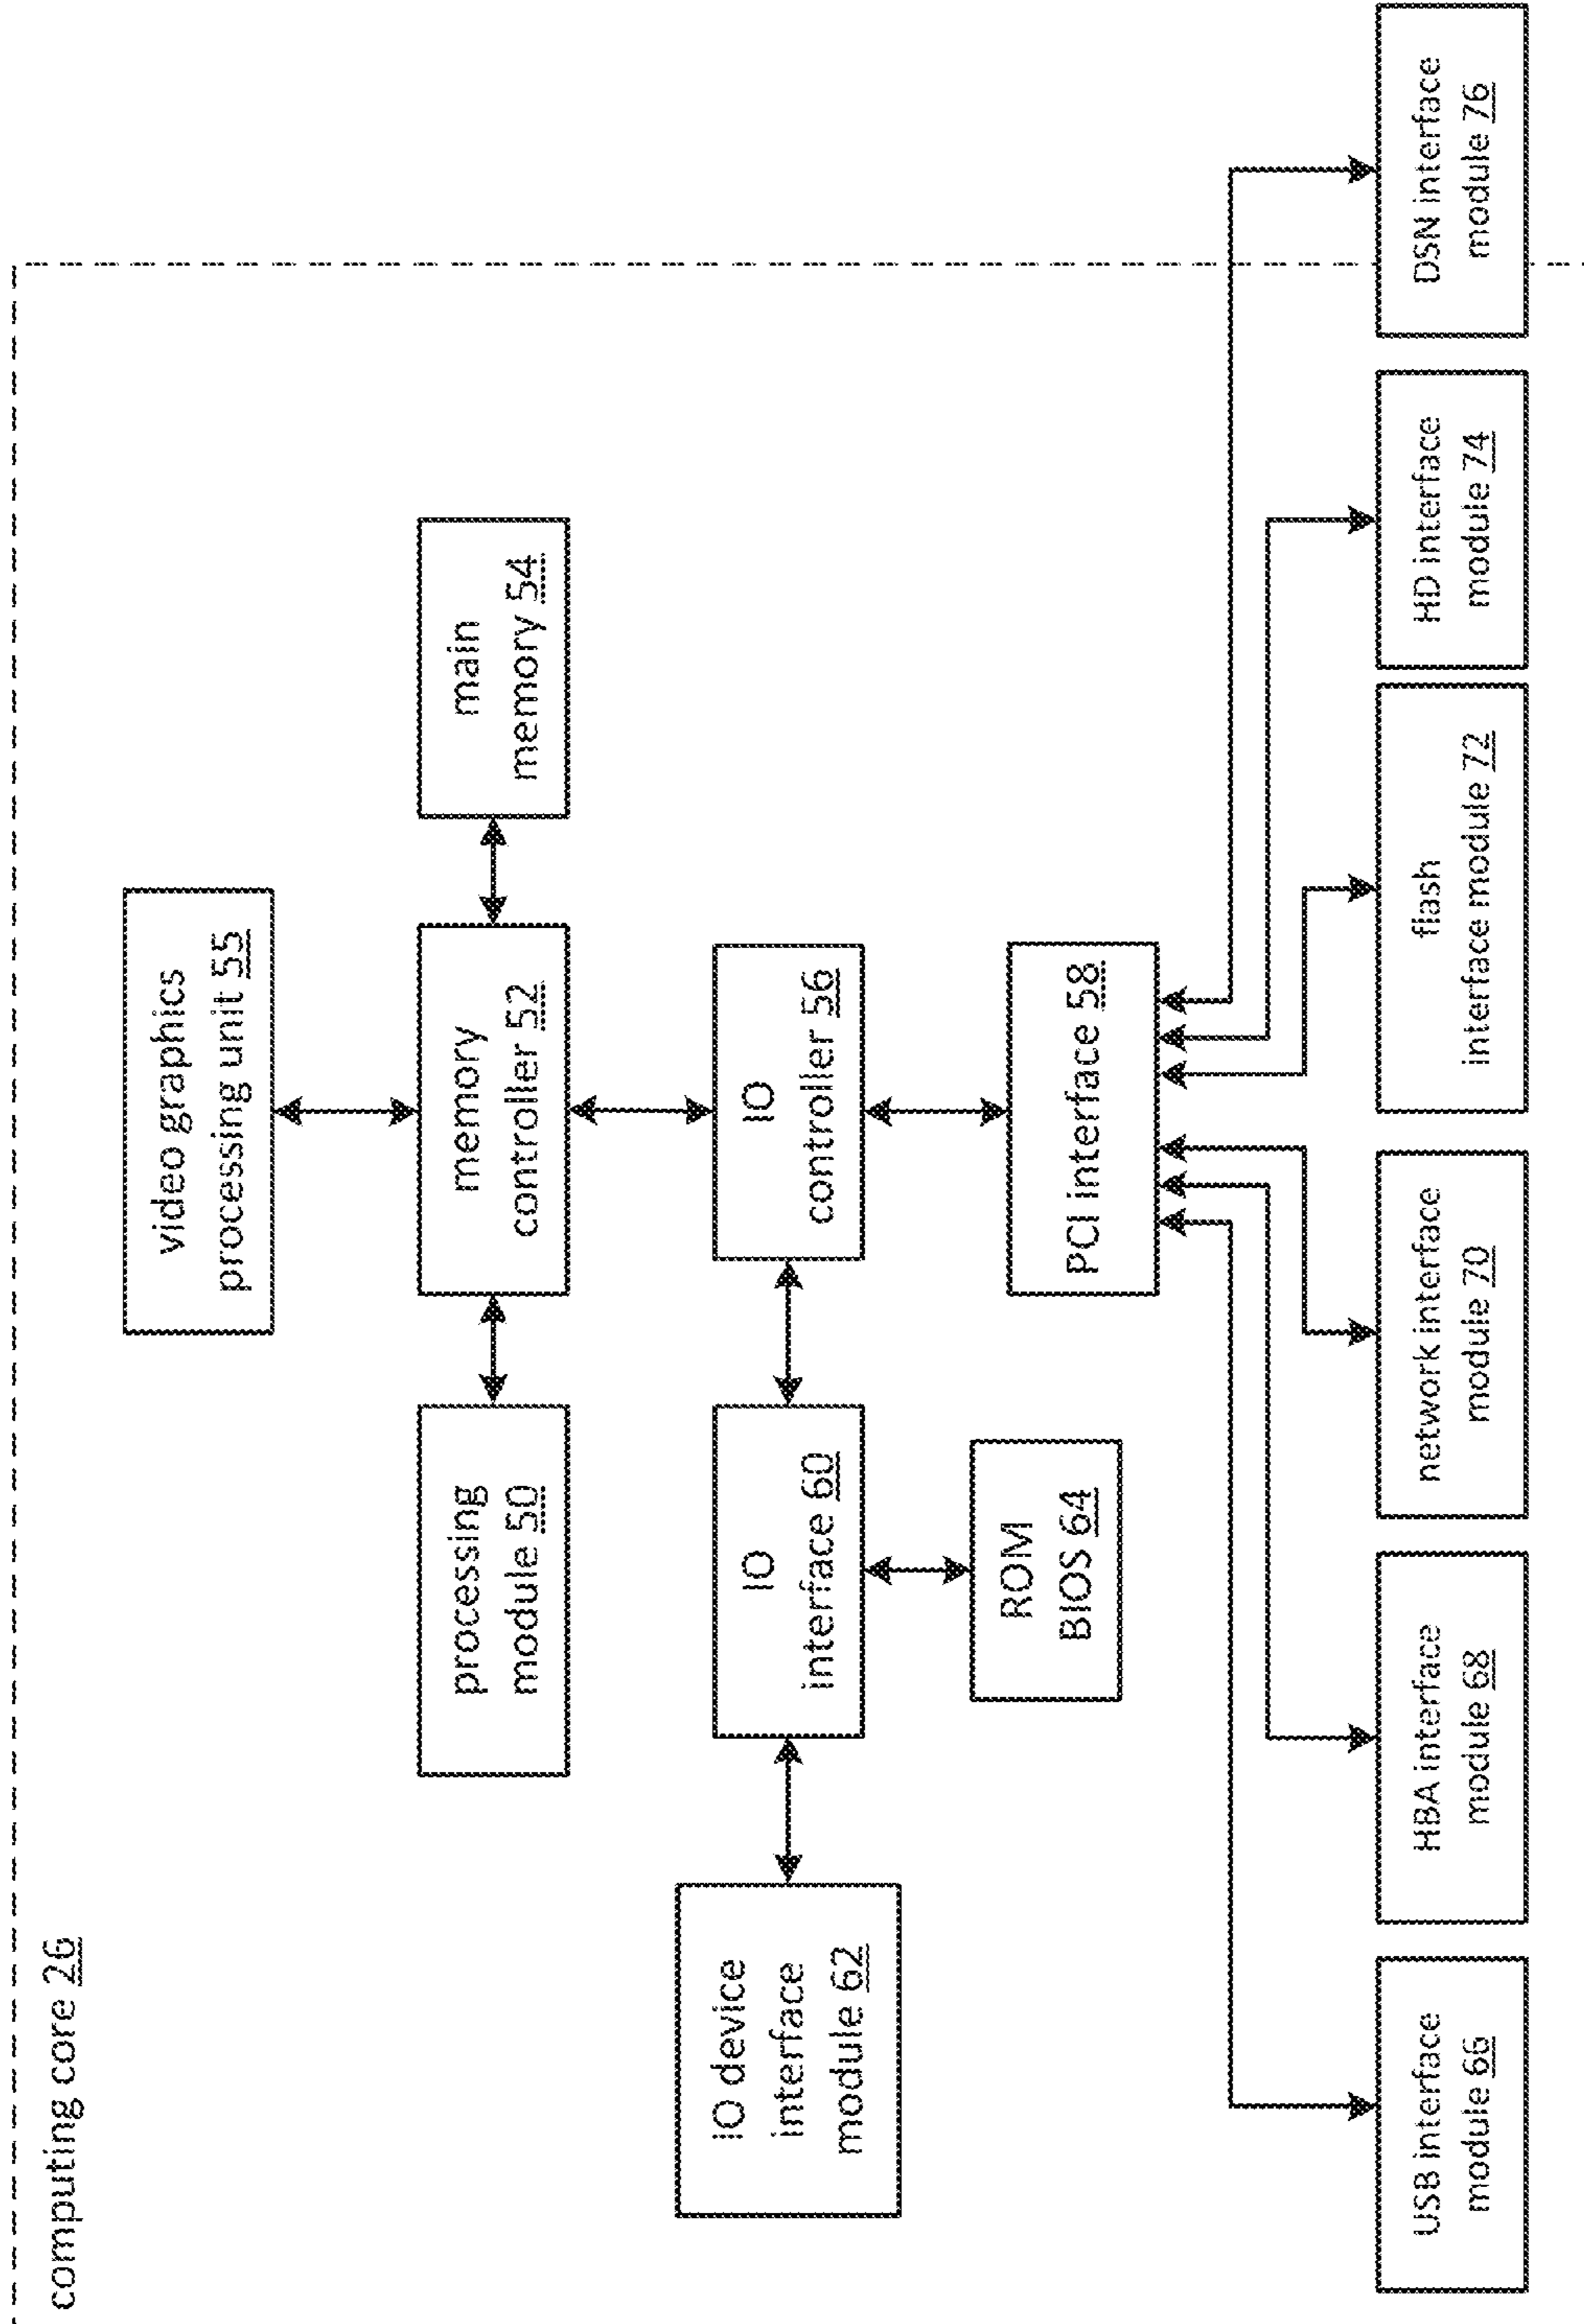 computing core 26
video graphics
processing unit 55
processing
module 50
memory
controller 52
main
memory 54
IO device
interface
module 62
IO
interface 60
IO
controller 56
ROM
BIOS 64
PCI interface 58
USB interface
module 66
HBA interface
module 68
network interface
module 70
flash
interface module 72
HD interface
module 74
DSN interface
module 76